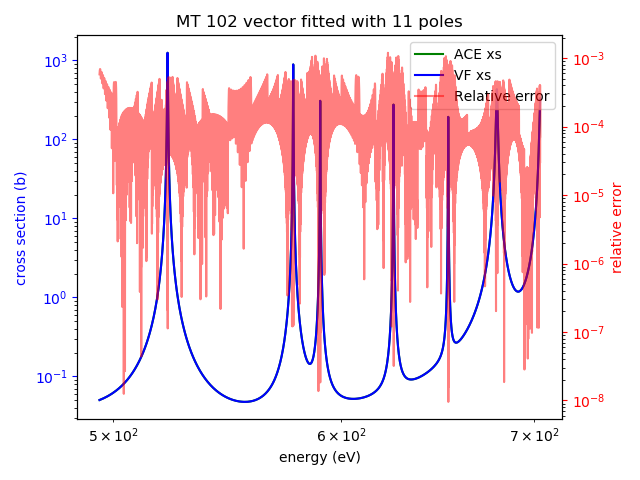 MT 102 vector fitted with 11 poles
ACE xs
VF xs
Relative error
10³
10²
10¹
10⁰
10⁻¹
cross section (b)
10⁻³
10⁻⁴
10⁻⁵
10⁻⁶
10⁻⁷
10⁻⁸
relative error
5 × 10²
6 × 10²
7 × 10²
energy (eV)